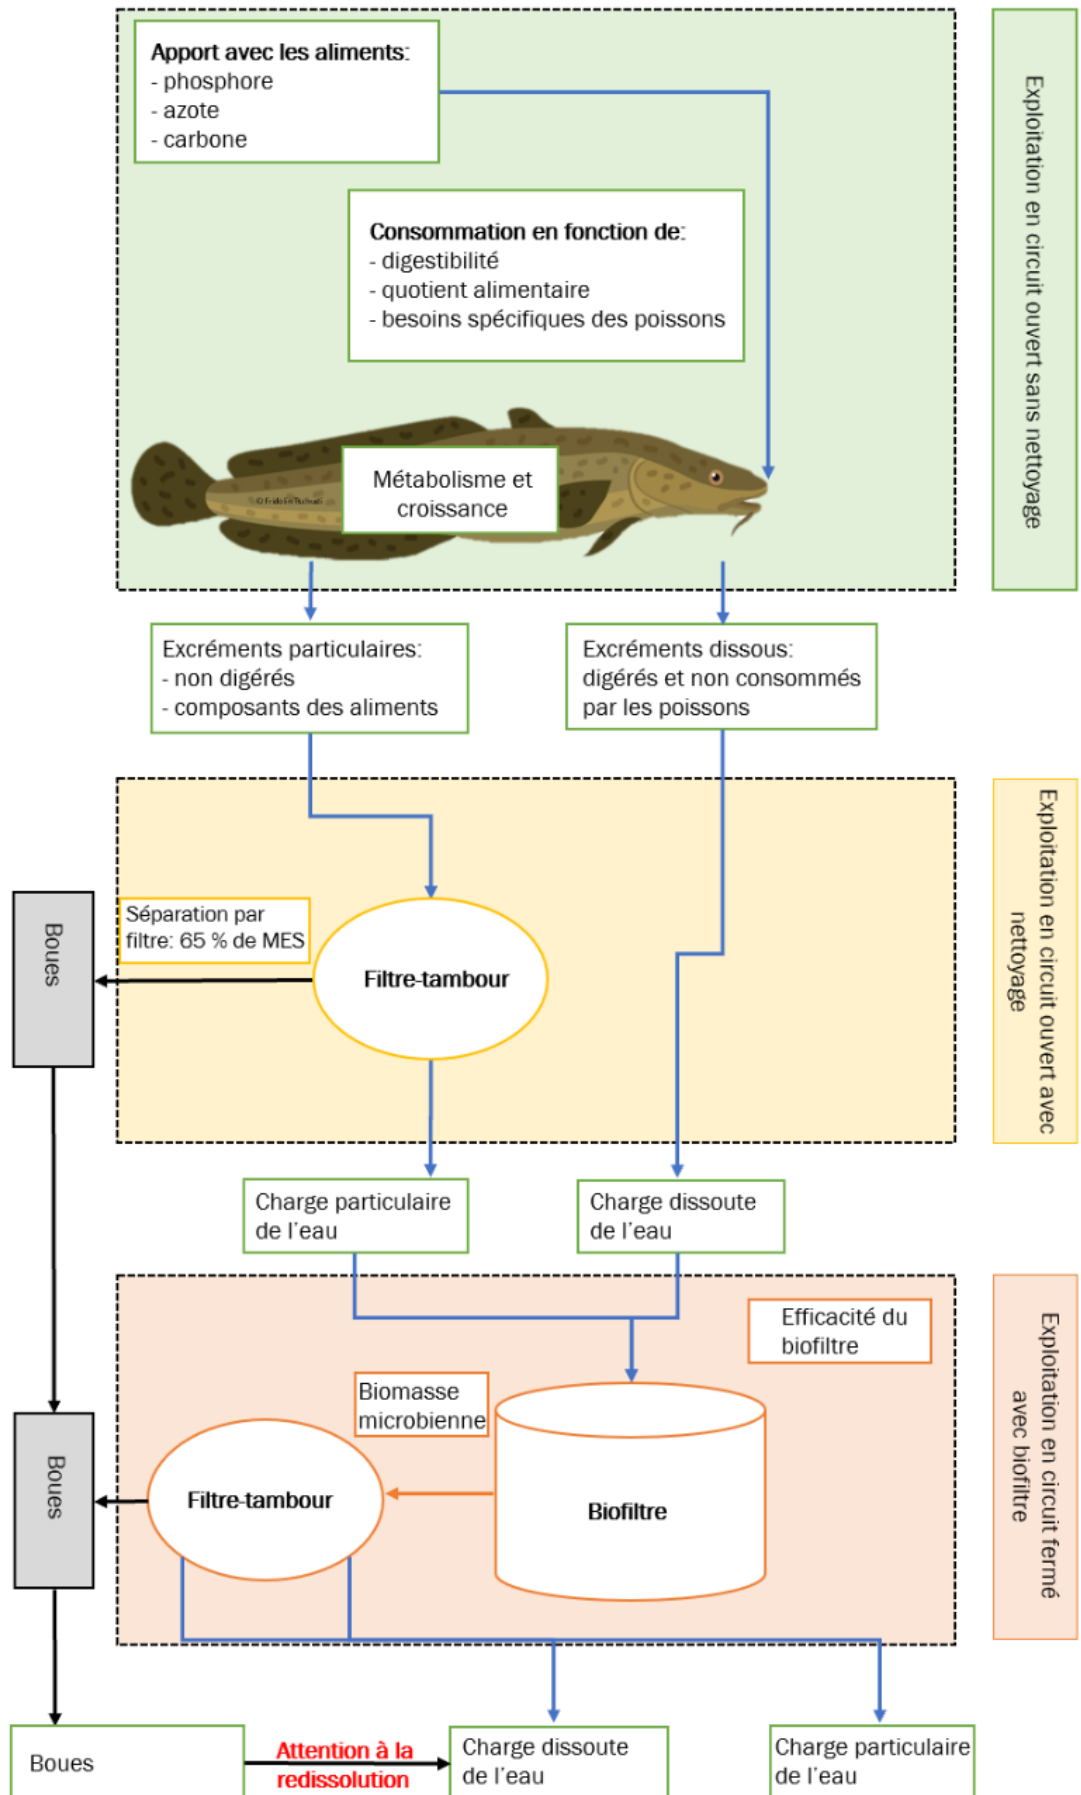 Apport avec les aliments:
- phosphore
- azote
- carbone
Exploitation en circuit ouvert sans nettoyage
Consommation en fonction de:
- digestibilité
- quotient alimentaire
- besoins spécifiques des poissons
Métabolisme et
croissance
Excréments particulaires:
- non digérés
- composants des aliments
Excréments dissous:
digérés et non consommés
par les poissons
Exploitation en circuit ouvert avec
nettoyage
Boues
Séparation par
filtre: 65 % de MES
Filtre-tambour
Charge particulaire
de l'eau
Charge dissoute
de l'eau
Exploitation en circuit fermé
avec biofiltre
Efficacité du
biofiltre
Biomasse
microbienne
Boues
Filtre-tambour
Biofiltre
Boues
Attention à la
redissolution
Charge dissoute
de l'eau
Charge particulaire
de l'eau